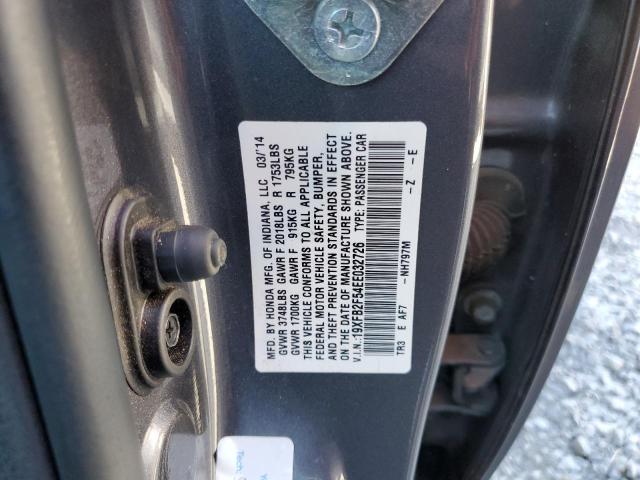 MFD. BY HONDA MFG. OF INDIANA, LLC. 03/'14
GVWR 3748LBS GAWR F 2018LBS R 1753LBS
GVWR 1700KG GAWR F 915KG R 795KG
THIS VEHICLE CONFORMS TO ALL APPLICABLE
FEDERAL MOTOR VEHICLE SAFETY, BUMPER,
AND THEFT PREVENTION STANDARDS IN EFFECT
ON THE DATE OF MANUFACTURE SHOWN ABOVE.
V.I.N.:19XFB2F54EE032726 TYPE: PASSENGER CAR
TR3 E AF7 -NH797M -Z -E